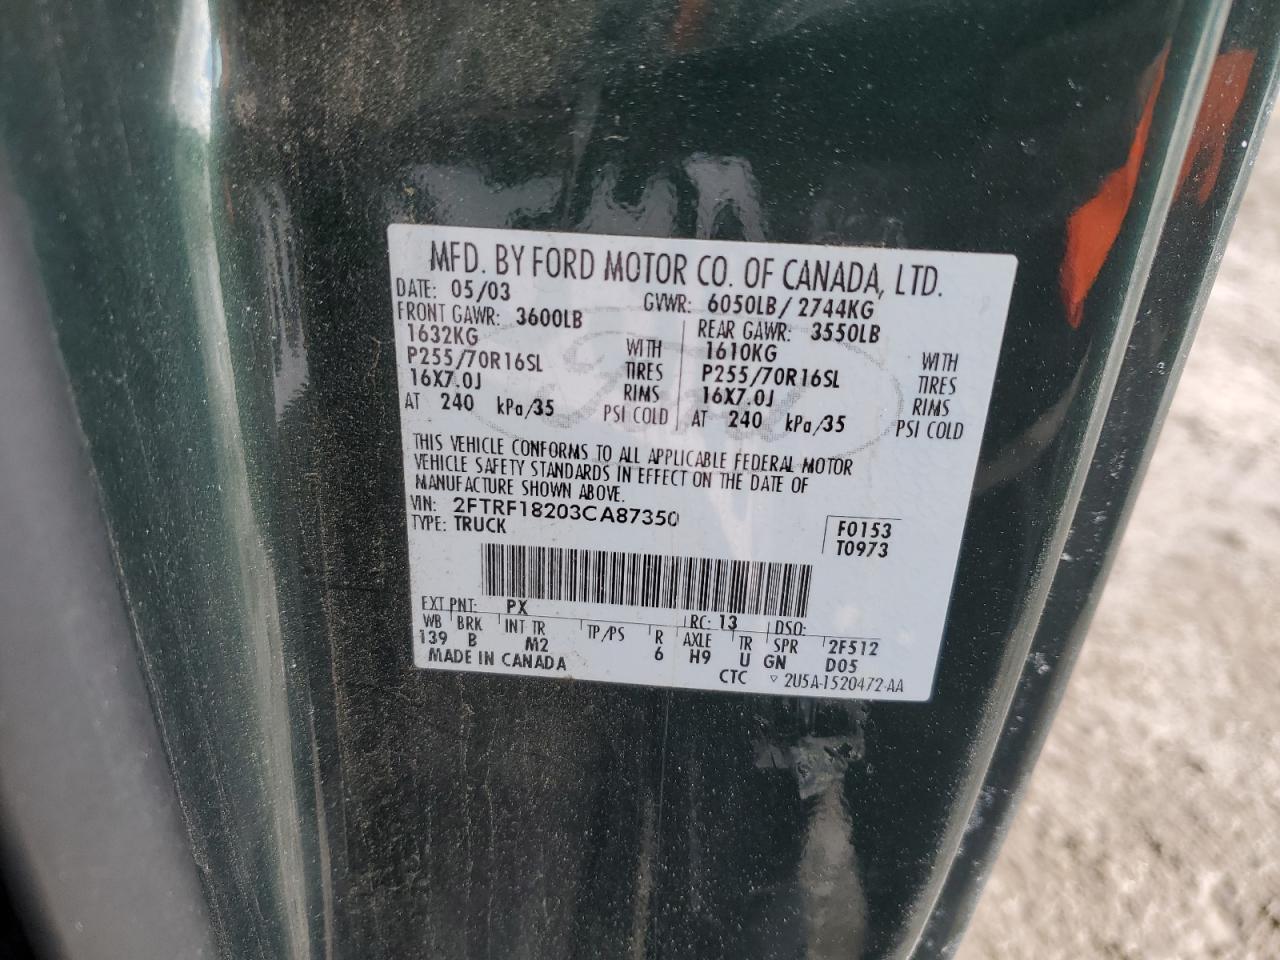 MFD. BY FORD MOTOR CO. OF CANADA, LTD.
DATE: 05/03 GVWR: 6050LB/2744KG
FRONT GAWR: 3600LB REAR GAWR: 3550LB
1632KG WITH 1610KG WITH
P255/70R16SL TIRES P255/70R16SL TIRES
16X7.0J RIMS 16X7.0J RIMS
AT 240 kPa/35 PSI COLD AT 240 kPa/35 PSI COLD
THIS VEHICLE CONFORMS TO ALL APPLICABLE FEDERAL MOTOR
VEHICLE SAFETY STANDARDS IN EFFECT ON THE DATE OF
MANUFACTURE SHOWN ABOVE.
VIN: 2FTRF18203CA87350
TYPE: TRUCK
F0153
T0973
EXT PNT: PX RC: 13 DSO:
WB BRK INT TR TP/PS R AXLE TR SPR 2F512
139 B M2 6 H9 U GN D05
MADE IN CANADA
CTC ▽ 2U5A-1520472-AA